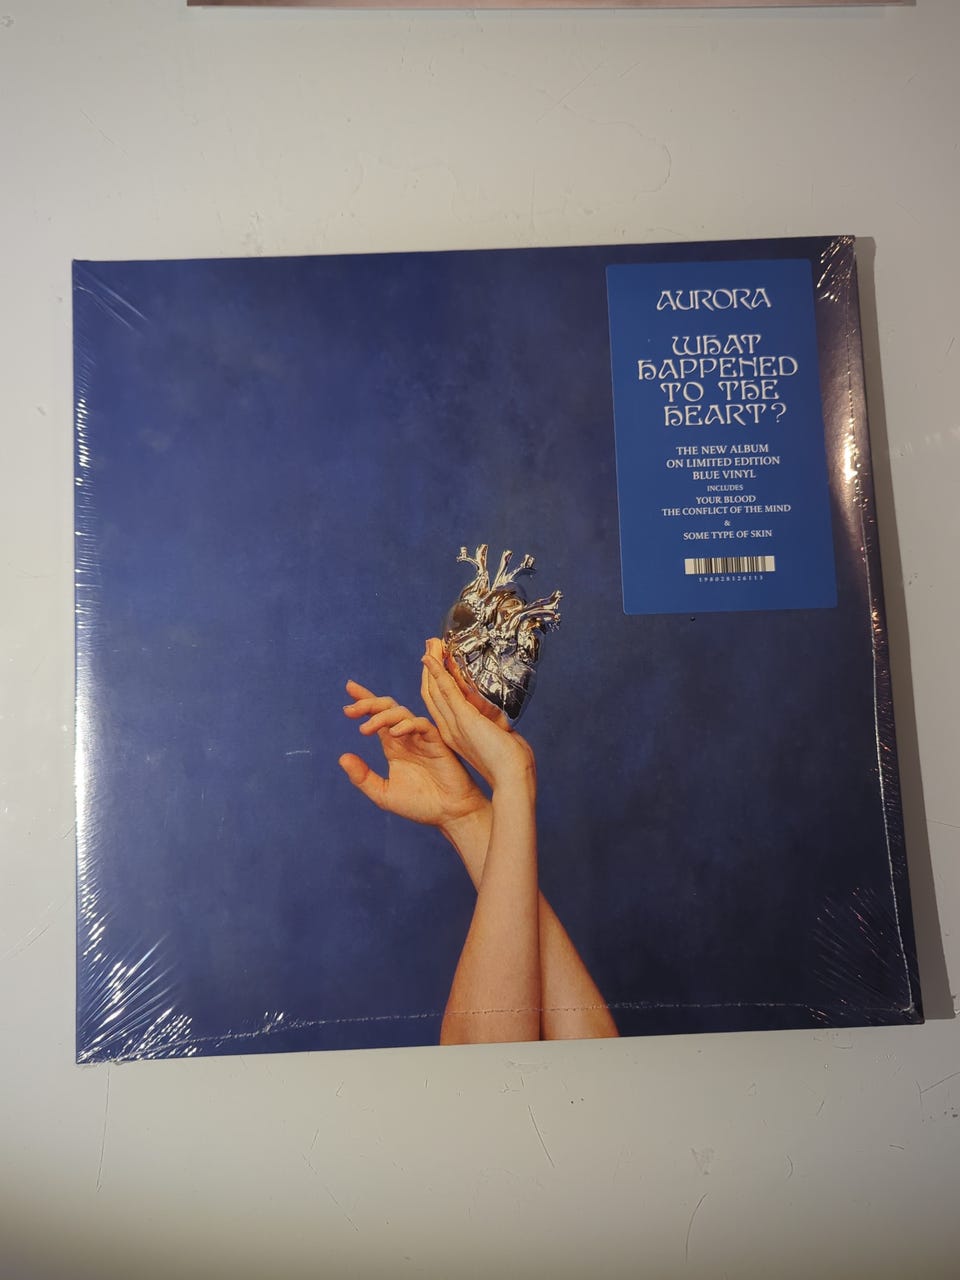 AURORA
WHAT
HAPPENED
TO THE
HEART?
THE NEW ALBUM
ON LIMITED EDITION
BLUE VINYL
INCLUDES
YOUR BLOOD
THE CONFLICT OF THE MIND
&
SOME TYPE OF SKIN
198028126113